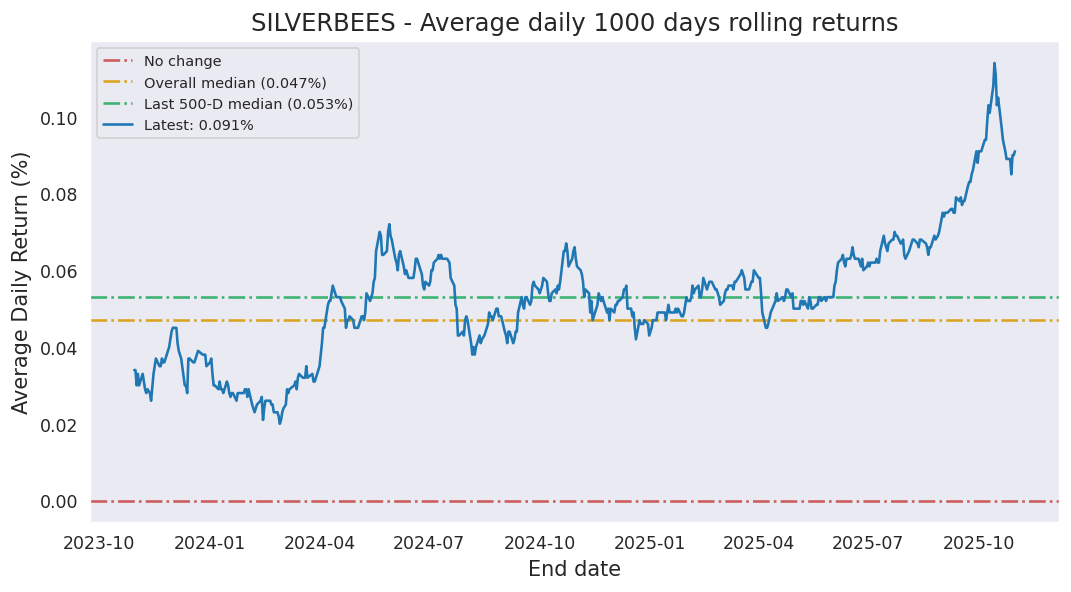 SILVERBEES - Average daily 1000 days rolling returns
No change
Overall median (0.047%)
Last 500-D median (0.053%)
Latest: 0.091%
Average Daily Return (%)
0.10
0.08
0.06
0.04
0.02
0.00
2023-10 2024-01 2024-04 2024-07 2024-10 2025-01 2025-04 2025-07 2025-10
End date